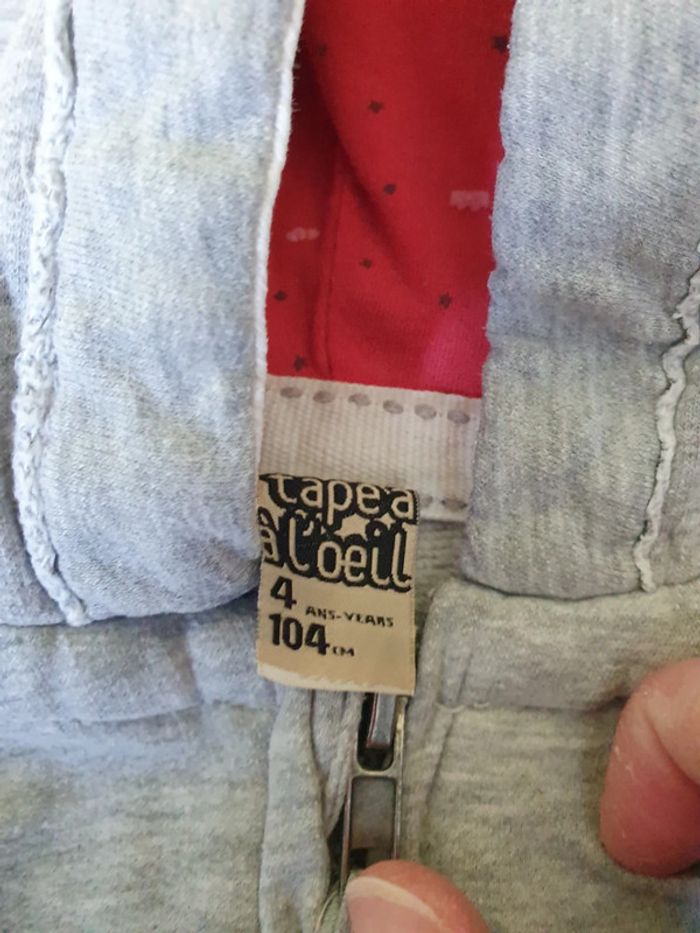 tape à
à l'oeil
4 ANS-YEARS
104 CM